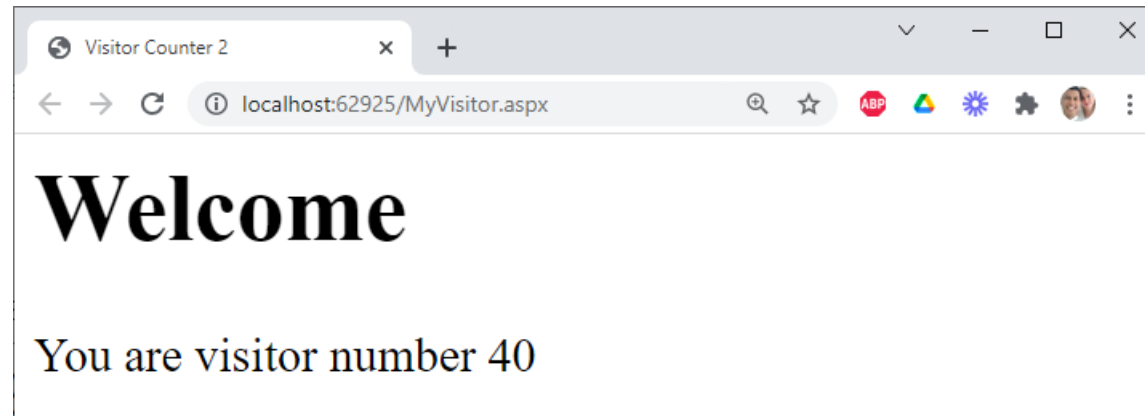 Visitor Counter 2
localhost:62925/MyVisitor.aspx
ABP
Welcome
You are visitor number 40